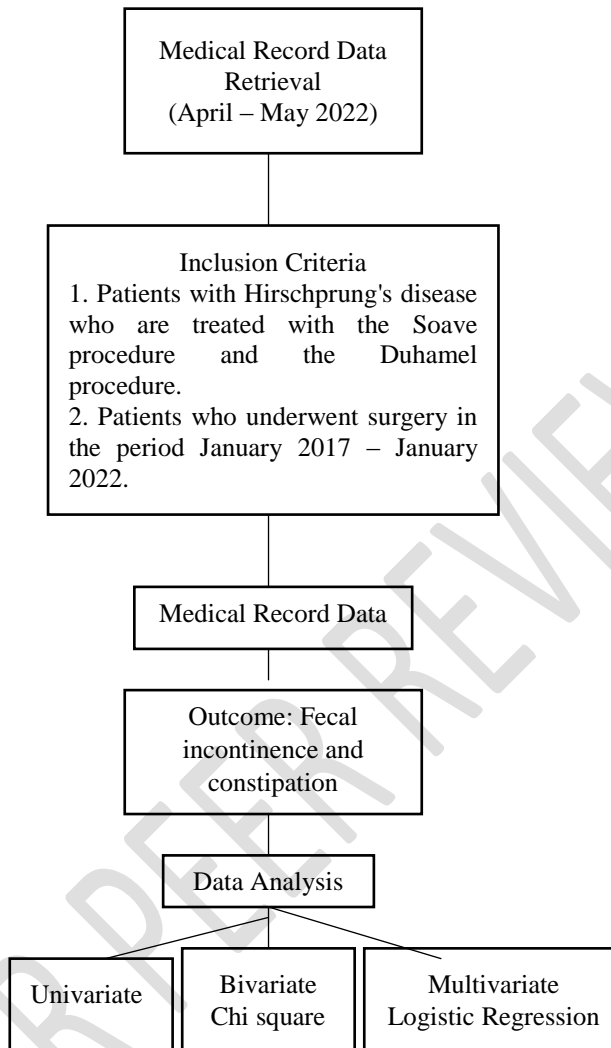 Medical Record Data
Retrieval
(April – May 2022)
Inclusion Criteria
1. Patients with Hirschprung's disease
who are treated with the Soave
procedure and the Duhamel
procedure.
2. Patients who underwent surgery in
the period January 2017 – January
2022.
Medical Record Data
Outcome: Fecal
incontinence and
constipation
Data Analysis
Univariate
Bivariate
Chi square
Multivariate
Logistic Regression
PEER REVIEW